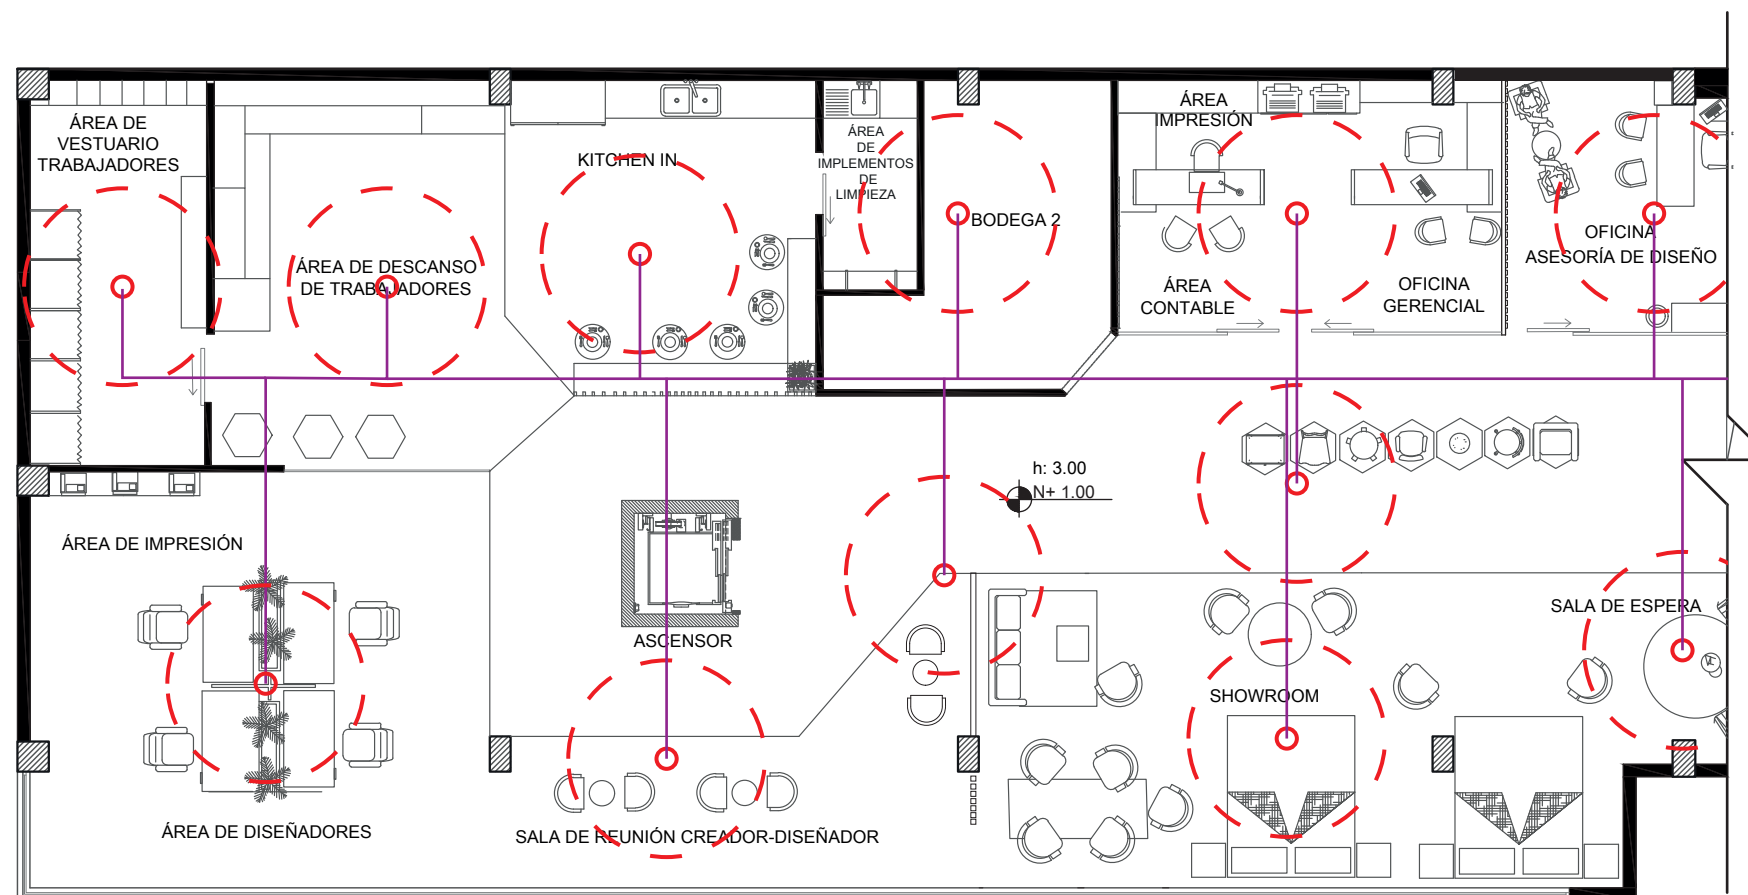 ÁREA DE
VESTUARIO
TRABAJADORES
ÁREA DE DESCANSO
DE TRABAJADORES
KITCHEN IN
ÁREA
DE
IMPLEMENTOS
DE
LIMPIEZA
BODEGA 2
ÁREA
IMPRESIÓN
ÁREA
CONTABLE
OFICINA
GERENCIAL
OFICINA
ASESORÍA DE DISEÑO
h: 3.00
N+ 1.00
ÁREA DE IMPRESIÓN
ASCENSOR
SALA DE ESPERA
SHOWROOM
ÁREA DE DISEÑADORES
SALA DE REUNIÓN CREADOR-DISEÑADOR